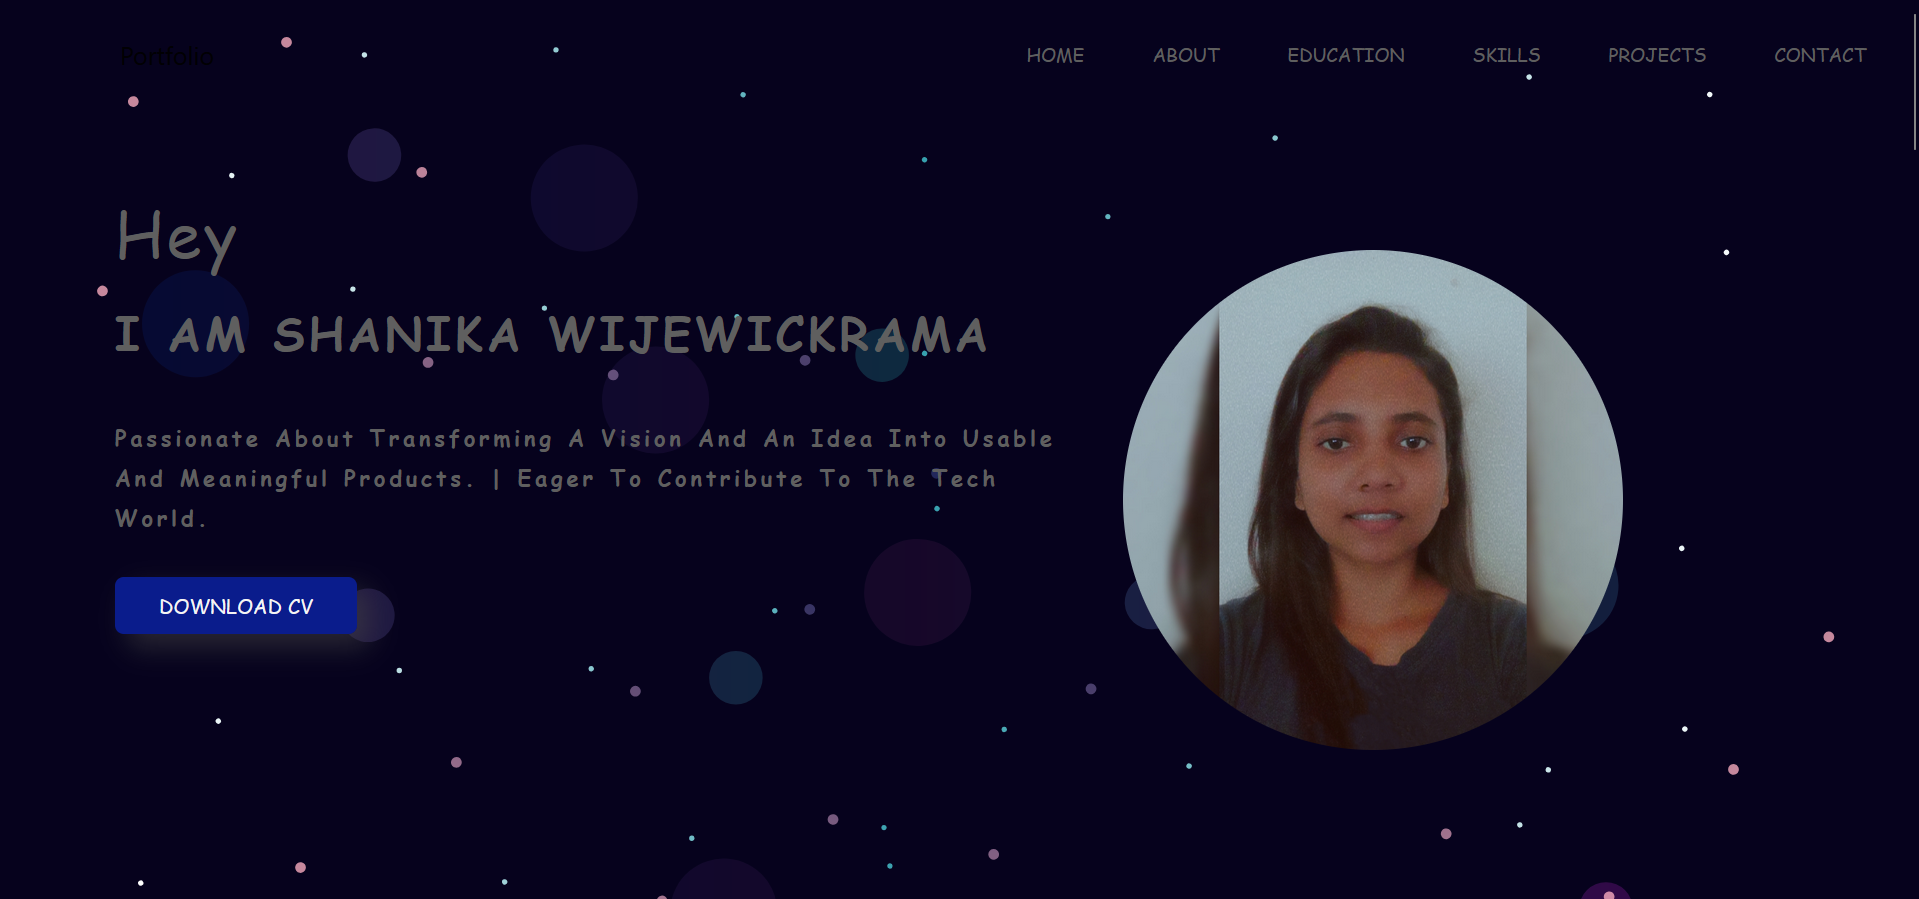 Portfolio
HOME ABOUT EDUCATION SKILLS PROJECTS CONTACT
Hey
I AM SHANIKA WIJEWICKRAMA
Passionate About Transforming A Vision And An Idea Into Usable
And Meaningful Products. | Eager To Contribute To The Tech
World.
DOWNLOAD CV